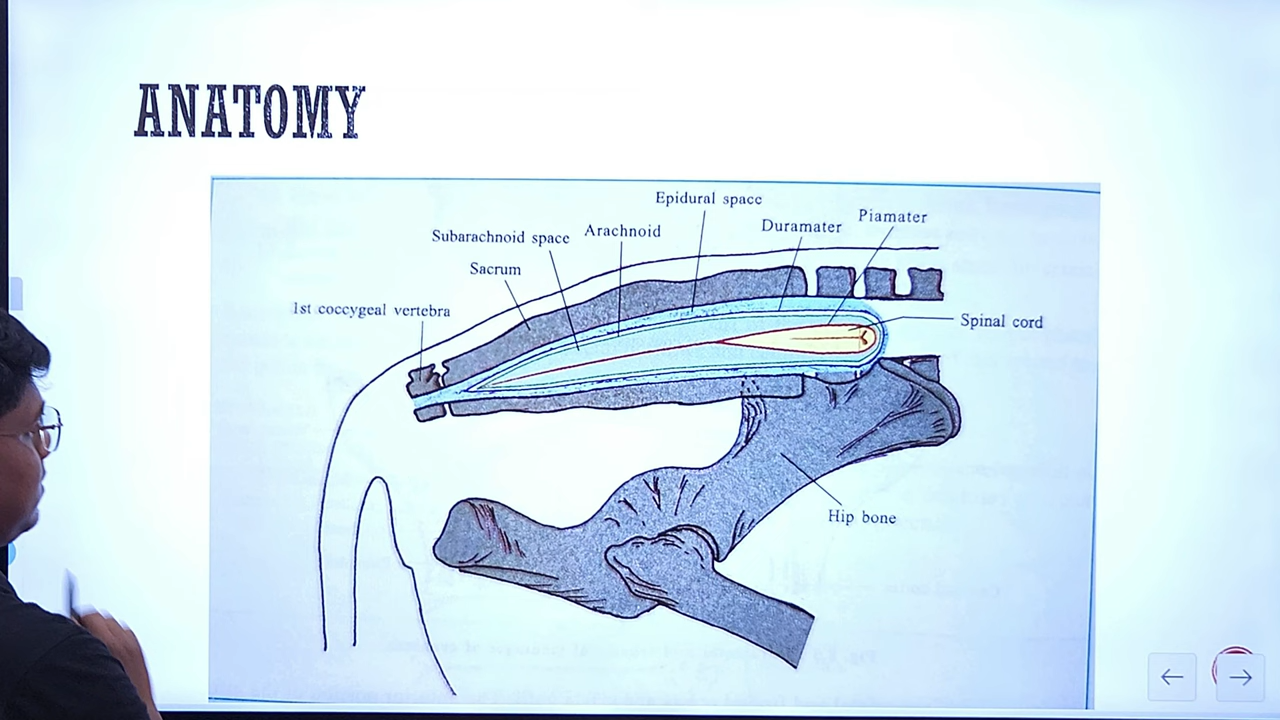 ANATOMY
Epidural space
Piamater
Duramater
Arachnoid
Subarachnoid space
Sacrum
1st coccygeal vertebra
Spinal cord
Hip bone